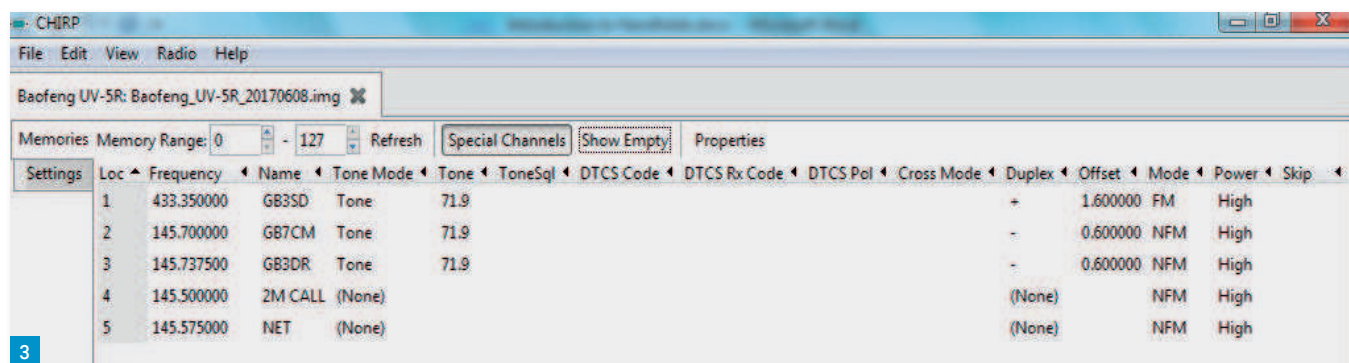 CHIRP
File Edit View Radio Help
Baofeng UV-5R: Baofeng_UV-5R_20170608.img
Memories Memory Range: 0 - 127 Refresh Special Channels Show Empty Properties
Settings Loc Frequency Name Tone Mode Tone ToneSql DTCS Code DTCS Rx Code DTCS Pol Cross Mode Duplex Offset Mode Power Skip
1 433.350000 GB3SD Tone 71.9 + 1.600000 FM High
2 145.700000 GB7CM Tone 71.9 - 0.600000 NFM High
3 145.737500 GB3DR Tone 71.9 - 0.600000 NFM High
4 145.500000 2M CALL (None) (None) NFM High
5 145.575000 NET (None) (None) NFM High
3